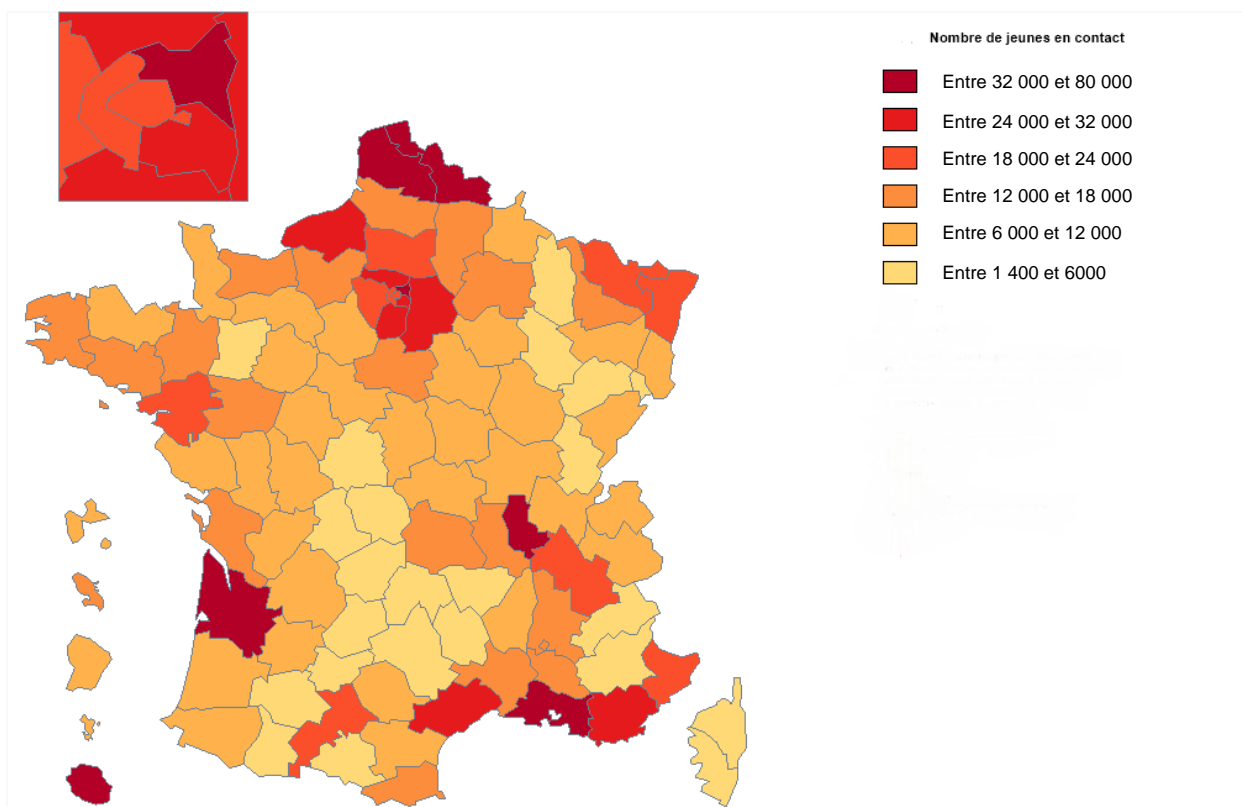 Nombre de jeunes en contact
Entre 32 000 et 80 000
Entre 24 000 et 32 000
Entre 18 000 et 24 000
Entre 12 000 et 18 000
Entre 6 000 et 12 000
Entre 1 400 et 6000